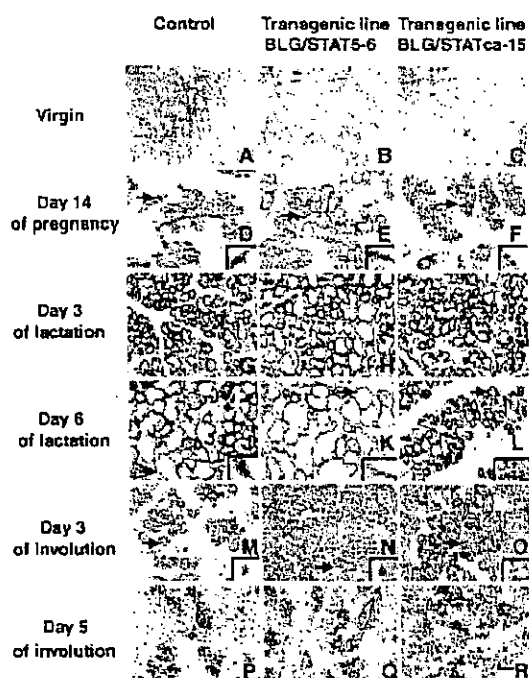 Control Transgenic line Transgenic line
BLG/STAT5-6 BLG/STATca-15
Virgin
A B C
Day 14
of pregnancy
D E F
Day 3
of lactation
G H
Day 6
of lactation
J K L
Day 3
of involution
M N O
Day 5
of involution
P Q R